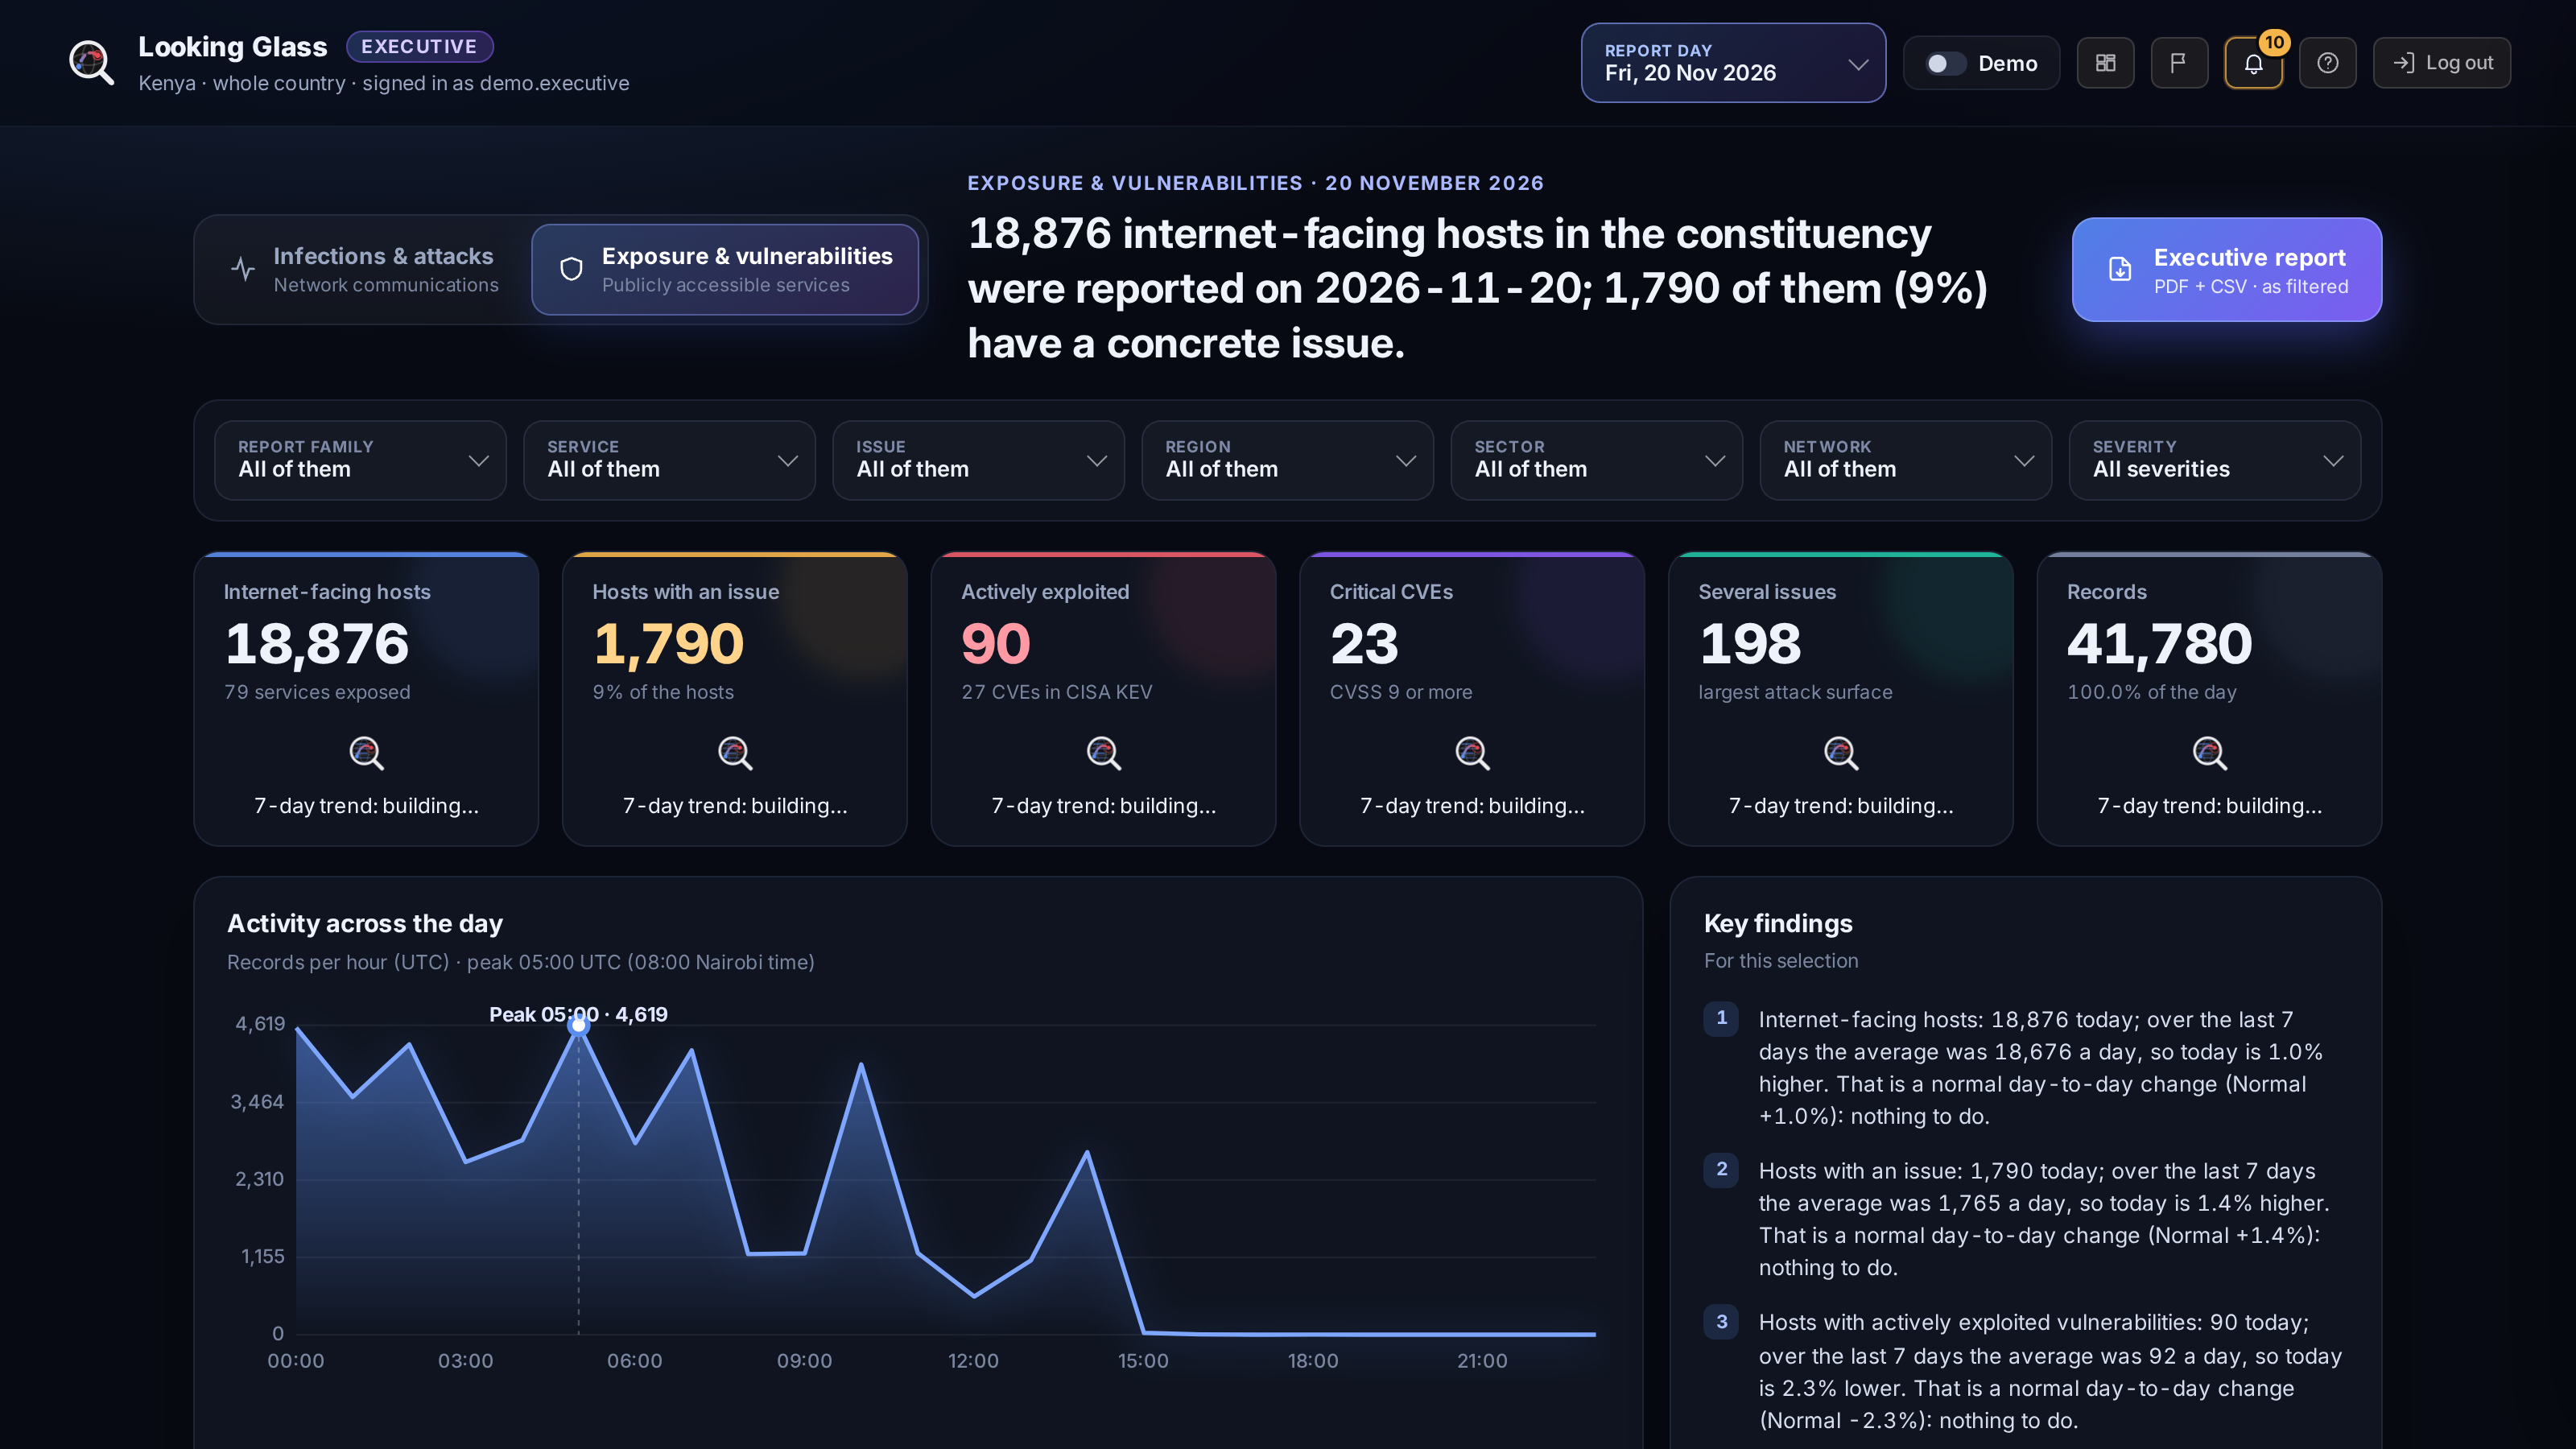 Looking Glass EXECUTIVE
Kenya · whole country · signed in as demo.executive
REPORT DAY
Fri, 20 Nov 2026
Demo
10
Log out
Infections & attacks
Network communications
Exposure & vulnerabilities
Publicly accessible services
EXPOSURE & VULNERABILITIES · 20 NOVEMBER 2026
18,876 internet-facing hosts in the constituency
were reported on 2026-11-20; 1,790 of them (9%)
have a concrete issue.
Executive report
PDF + CSV · as filtered
REPORT FAMILY
All of them
SERVICE
All of them
ISSUE
All of them
REGION
All of them
SECTOR
All of them
NETWORK
All of them
SEVERITY
All severities
Internet-facing hosts
18,876
79 services exposed
7-day trend: building...
Hosts with an issue
1,790
9% of the hosts
7-day trend: building...
Actively exploited
90
27 CVEs in CISA KEV
7-day trend: building...
Critical CVEs
23
CVSS 9 or more
7-day trend: building...
Several issues
198
largest attack surface
7-day trend: building...
Records
41,780
100.0% of the day
7-day trend: building...
Activity across the day
Records per hour (UTC) · peak 05:00 UTC (08:00 Nairobi time)
Peak 05:00 · 4,619
4,619
3,464
2,310
1,155
0
00:00 03:00 06:00 09:00 12:00 15:00 18:00 21:00
Key findings
For this selection
1 Internet-facing hosts: 18,876 today; over the last 7
days the average was 18,676 a day, so today is 1.0%
higher. That is a normal day-to-day change (Normal
+1.0%): nothing to do.
2 Hosts with an issue: 1,790 today; over the last 7 days
the average was 1,765 a day, so today is 1.4% higher.
That is a normal day-to-day change (Normal +1.4%):
nothing to do.
3 Hosts with actively exploited vulnerabilities: 90 today;
over the last 7 days the average was 92 a day, so today
is 2.3% lower. That is a normal day-to-day change
(Normal -2.3%): nothing to do.